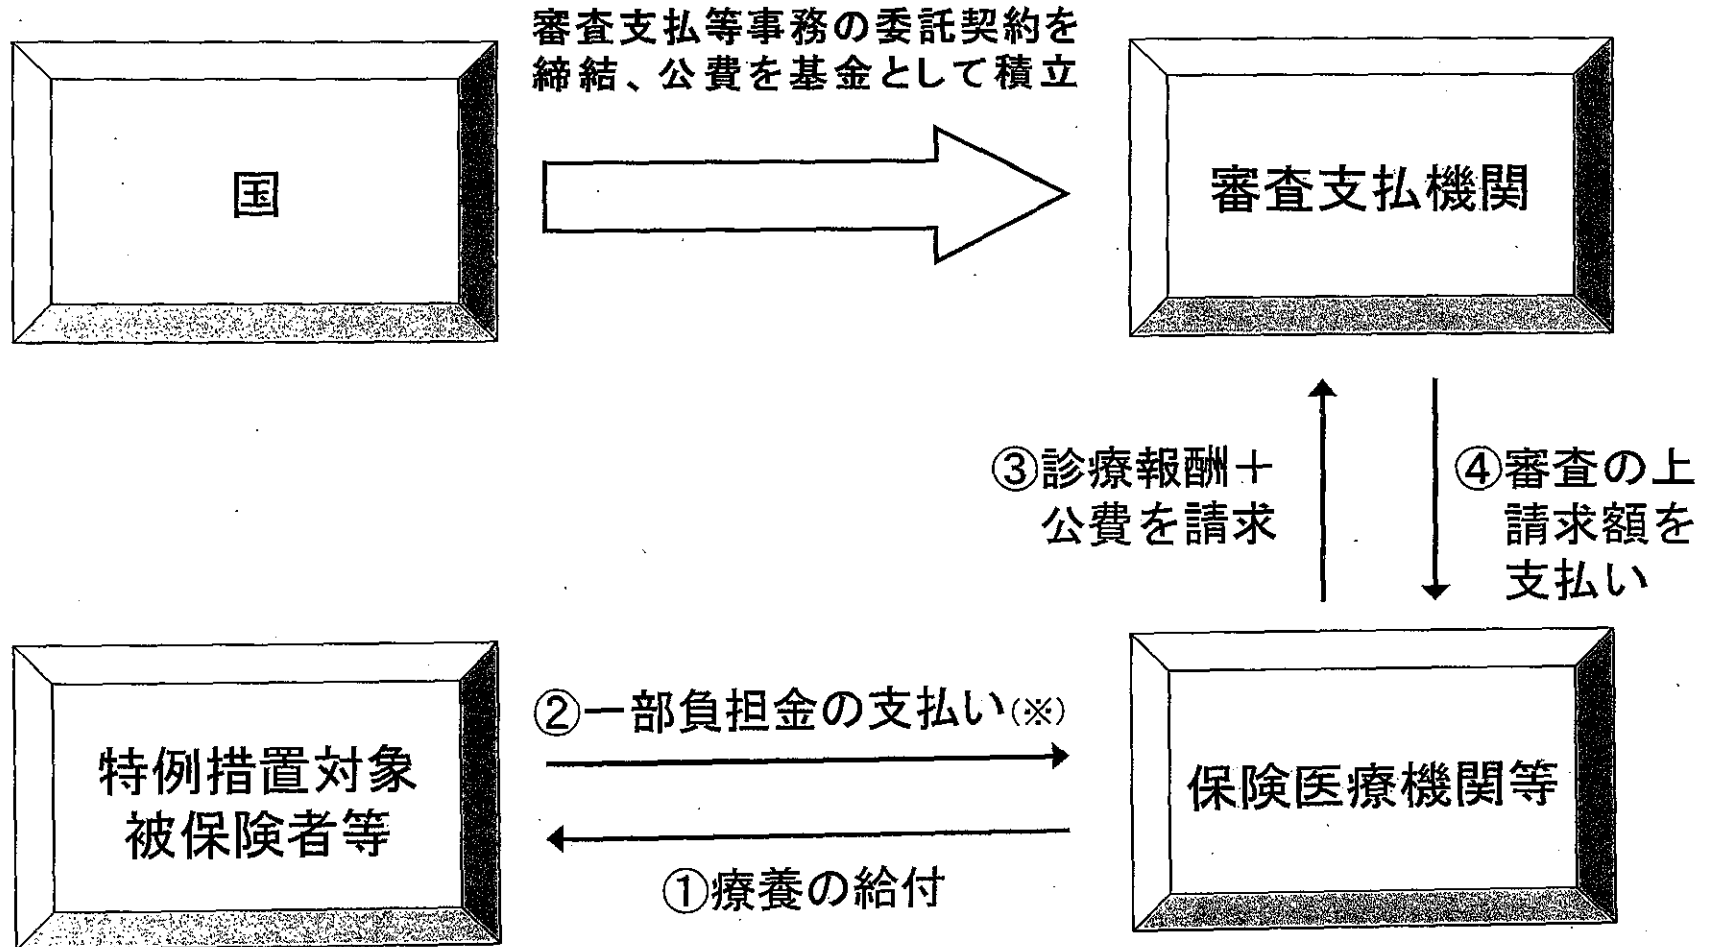 審査支払等事務の委託契約を
締結、公費を基金として積立
国
審査支払機関
③診療報酬＋
公費を請求
④審査の上
請求額を
支払い
②一部負担金の支払い(※)
特例措置対象
被保険者等
保険医療機関等
①療養の給付